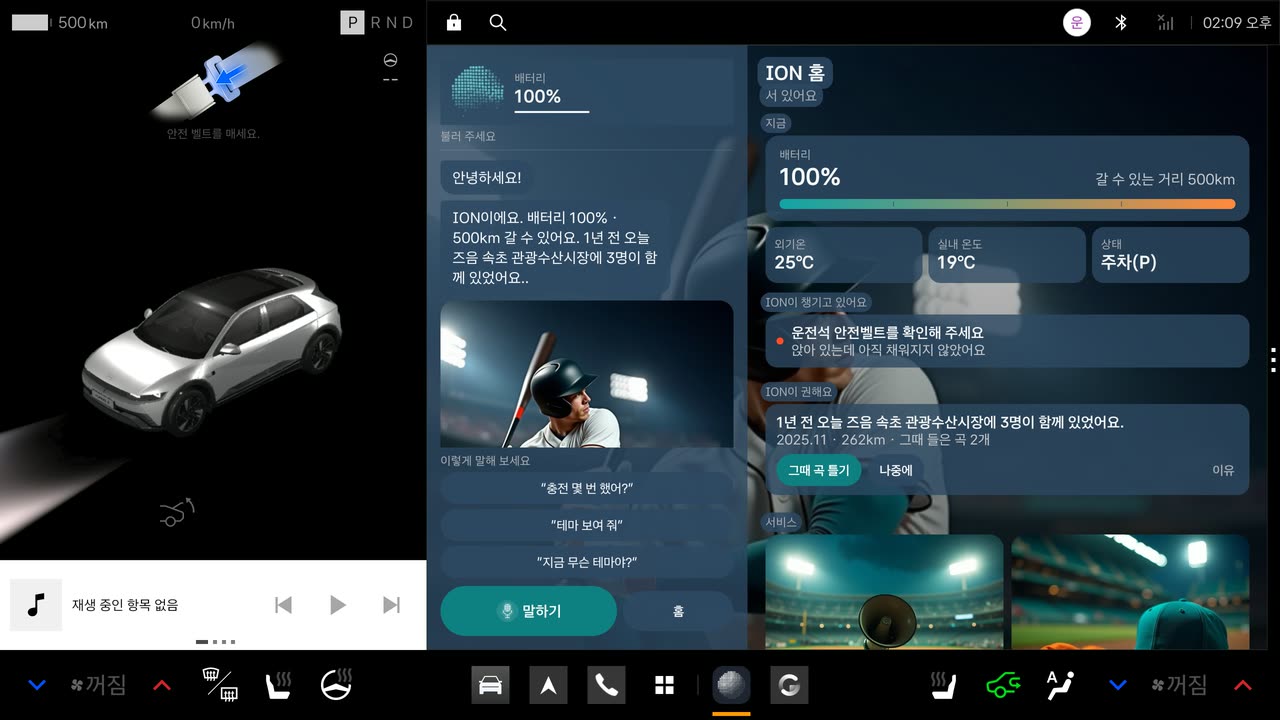 500 km
0 km/h
P R N D
안전 벨트를 매세요.
--
재생 중인 항목 없음
운
02:09 오후
배터리
100%
불러 주세요
안녕하세요!
ION이에요. 배터리 100% ·
500km 갈 수 있어요. 1년 전 오늘
즈음 속초 관광수산시장에 3명이 함
께 있었어요..
이렇게 말해 보세요
“충전 몇 번 했어?”
“테마 보여 줘”
“지금 무슨 테마야?”
말하기
홈
ION 홈
서 있어요
지금
배터리
100%
갈 수 있는 거리 500km
외기온
25°C
실내 온도
19°C
상태
주차(P)
ION이 챙기고 있어요
운전석 안전벨트를 확인해 주세요
앉아 있는데 아직 채워지지 않았어요
ION이 권해요
1년 전 오늘 즈음 속초 관광수산시장에 3명이 함께 있었어요.
2025.11 · 262km · 그때 들은 곡 2개
그때 곡 틀기
나중에
이유
서비스
꺼짐
G
A
꺼짐